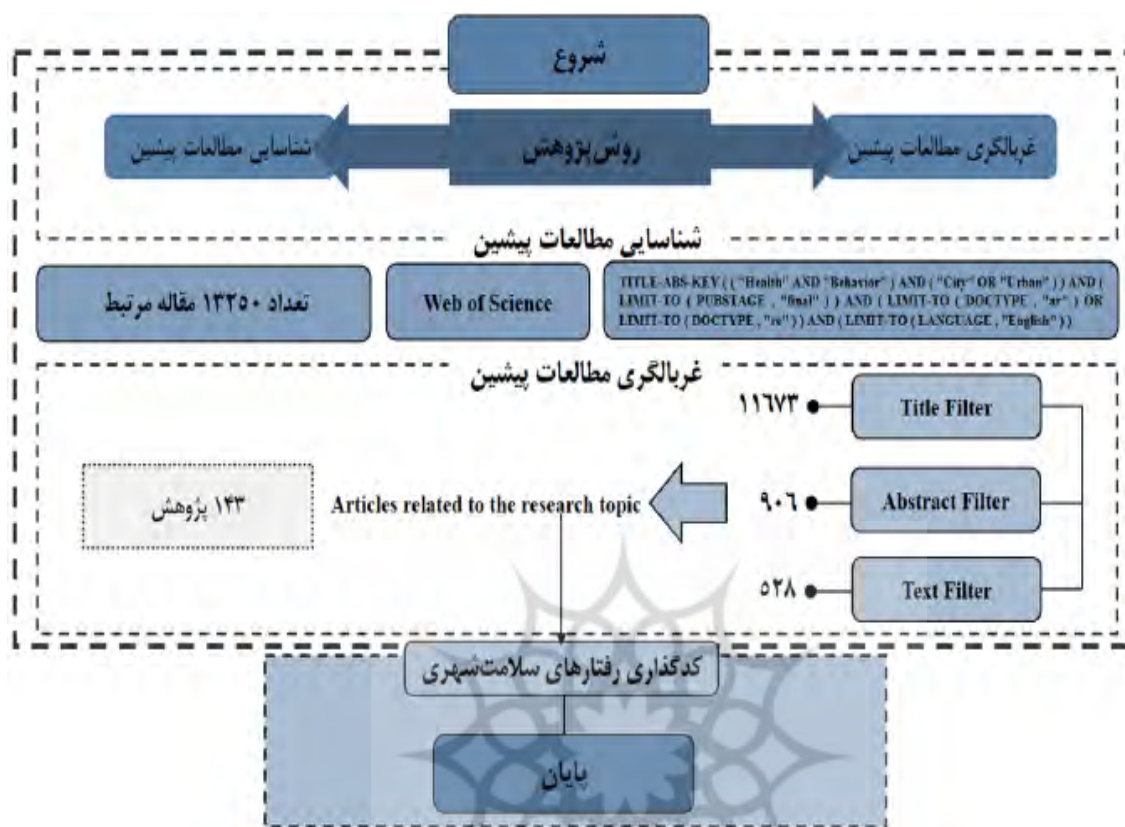 شروع
غربالگری مطالعات پیشین
روش‌پژوهش
شناسایی مطالعات پیشین
شناسایی مطالعات پیشین
TITLE-ABS-KEY ( ( "Health" AND "Behavior" ) AND ( "City" OR "Urban" ) ) AND (
LIMIT-TO ( PUBSTAGE , "final" ) ) AND ( LIMIT-TO ( DOCTYPE , "ar" ) OR
LIMIT-TO ( DOCTYPE , "re" ) ) AND ( LIMIT-TO ( LANGUAGE , "English" ) )
Web of Science
تعداد ۱۳۲۵۰ مقاله مرتبط
غربالگری مطالعات پیشین
Title Filter
۱۱۶۷۳
Abstract Filter
۹۰۶
Text Filter
۵۲۸
Articles related to the research topic
۱۴۳ پژوهش
کدگذاری رفتارهای سلامت‌شهری
پایان